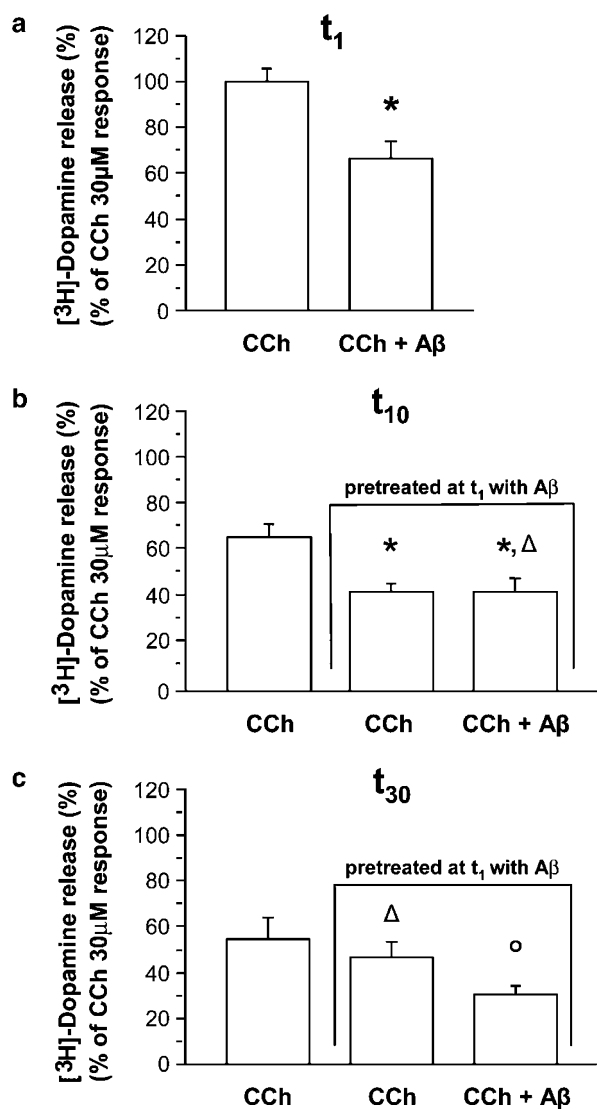 a
t1
[3H]-Dopamine release (%)
(% of CCh 30µM response)
120
100
80
60
40
20
0
*
CCh
CCh + Aβ
b
t10
[3H]-Dopamine release (%)
(% of CCh 30µM response)
120
100
80
60
40
20
0
pretreated at t1 with Aβ
*
*, Δ
CCh
CCh
CCh + Aβ
c
t30
[3H]-Dopamine release (%)
(% of CCh 30µM response)
120
100
80
60
40
20
0
pretreated at t1 with Aβ
Δ
o
CCh
CCh
CCh + Aβ